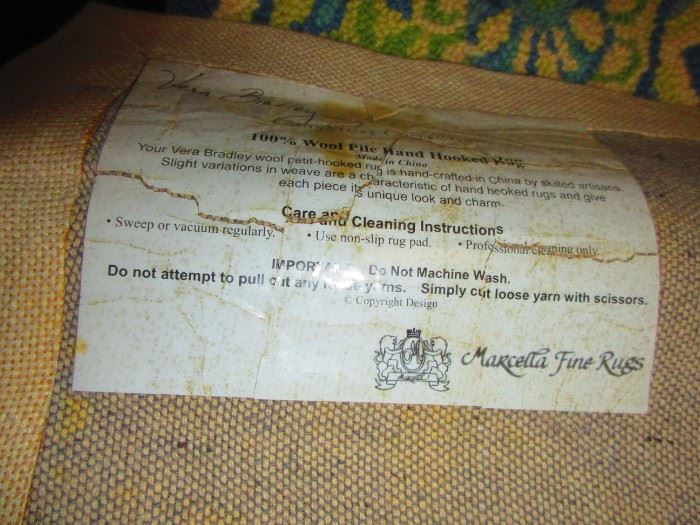 Vera Bradley
100% Wool Pile Hand Hooked Rug
Made in China
Your Vera Bradley wool petit-hooked rug is hand-crafted in China by skilled artisans.
Slight variations in weave are a characteristic of hand hooked rugs and give
each piece its unique look and charm.
Care and Cleaning Instructions
• Sweep or vacuum regularly. • Use non-slip rug pad. • Professional cleaning only.
IMPORTANT Do Not Machine Wash.
Do not attempt to pull out any loose yarns. Simply cut loose yarn with scissors.
© Copyright Design
Marcella Fine Rugs